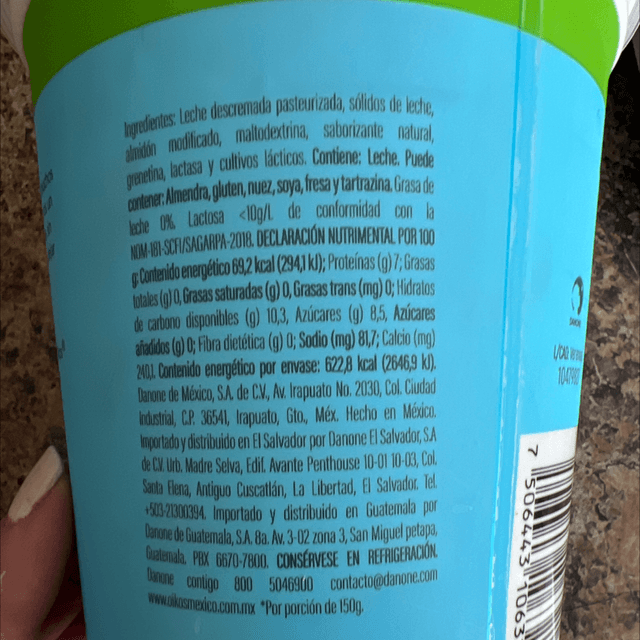 Ingredientes: Leche descremada pasteurizada, sólidos de leche,
almidón modificado, maltodextrina, saborizante natural,
grenetina, lactasa y cultivos lácticos. Contiene: Leche. Puede
contener: Almendra, gluten, nuez, soya, fresa y tartrazina. Grasa de
leche 0%. Lactosa <10g/L de conformidad con la
NOM-181-SCFI/SAGARPA-2018. DECLARACIÓN NUTRIMENTAL POR 100
g: Contenido energético 69,2 kcal (294,1 kJ); Proteínas (g) 7; Grasas
totales (g) 0, Grasas saturadas (g) 0, Grasas trans (mg) 0; Hidratos
de carbono disponibles (g) 10,3, Azúcares (g) 8,5, Azúcares
añadidos (g) 0; Fibra dietética (g) 0; Sodio (mg) 81,7; Calcio (mg)
240,1. Contenido energético por envase: 622,8 kcal (2646,9 kJ).
Danone de México, S.A. de C.V., Av. Irapuato No. 2030, Col. Ciudad
Industrial, C.P. 36541, Irapuato, Gto., Méx. Hecho en México.
Importado y distribuido en El Salvador por Danone El Salvador, S.A
de C.V. Urb. Madre Selva, Edif. Avante Penthouse 10-01 10-03, Col.
Santa Elena, Antiguo Cuscatlán, La Libertad, El Salvador. Tel.
+503-21300394. Importado y distribuido en Guatemala por
Danone de Guatemala, S.A. 8a. Av. 3-02 zona 3, San Miguel petapa,
Guatemala. PBX 6670-7800. CONSÉRVESE EN REFRIGERACIÓN.
Danone contigo 800 5046900 contacto@danone.com
www.oikosmexico.com.mx *Por porción de 150g.
DANONE
7 506443 1063